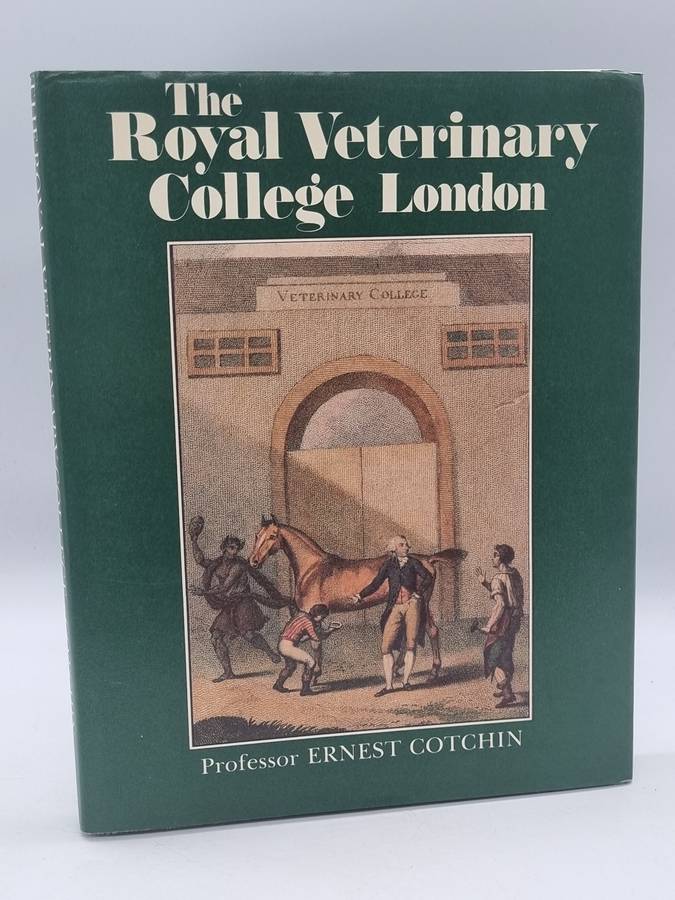 The
Royal Veterinary
College London
VETERINARY COLLEGE
Professor ERNEST COTCHIN